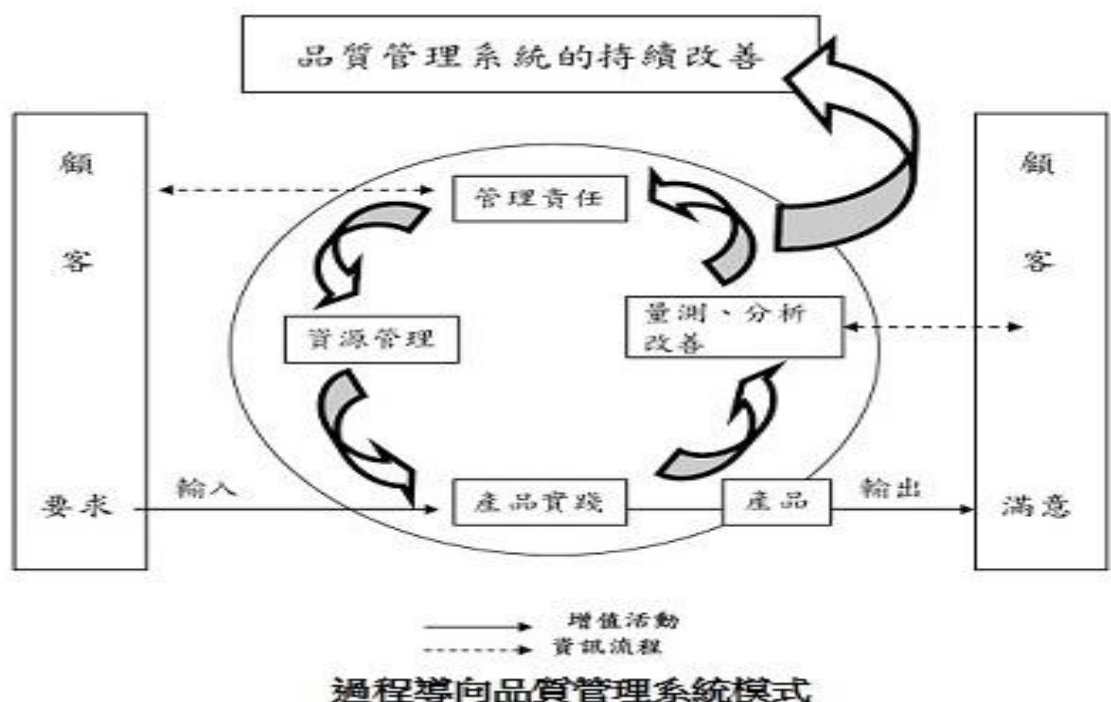 品質管理系統的持續改善
顧
客
要求
顧
客
滿意
管理責任
資源管理
量測、分析
改善
輸入
產品實踐
產品
輸出
增值活動
資訊流程
過程導向品質管理系統模式